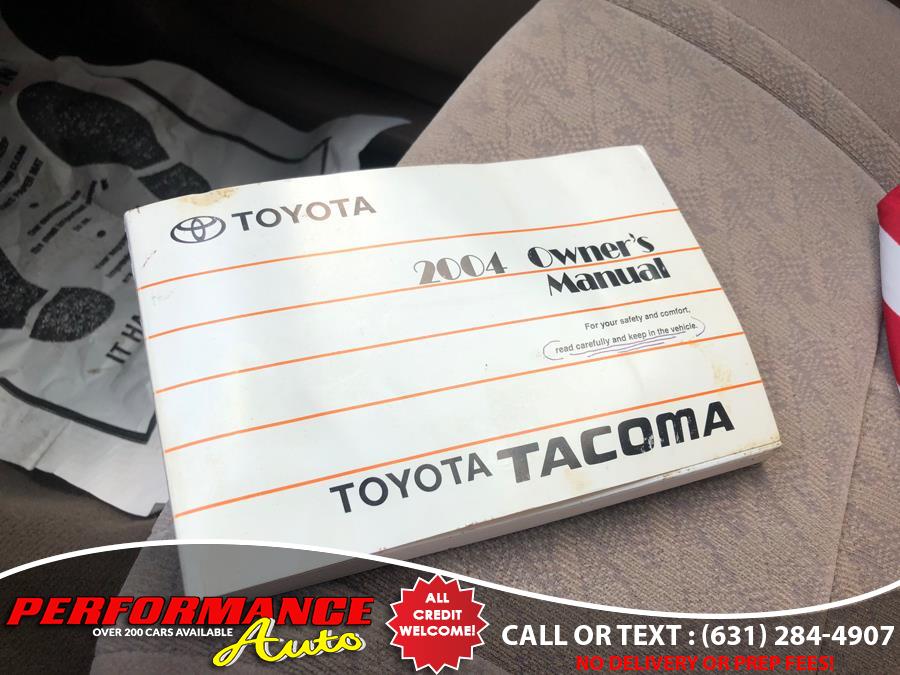 TOYOTA
2004 Owner's
Manual
For your safety and comfort,
read carefully and keep in the vehicle.
TOYOTA TACOMA
IT HA
PERFORMANCE
OVER 200 CARS AVAILABLE
Auto
ALL
CREDIT
WELCOME!
CALL OR TEXT : (631) 284-4907
NO DELIVERY OR PREP FEES!